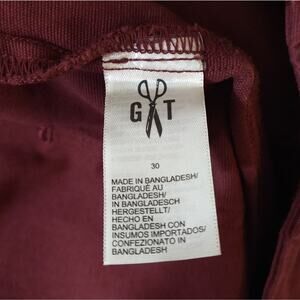 G T
30
MADE IN BANGLADESH/
FABRIQUÉ AU
BANGLADESH/
IN BANGLADESCH
HERGESTELLT/
HECHO EN
BANGLADESH CON
INSUMOS IMPORTADOS/
CONFEZIONATO IN
BANGLADESH